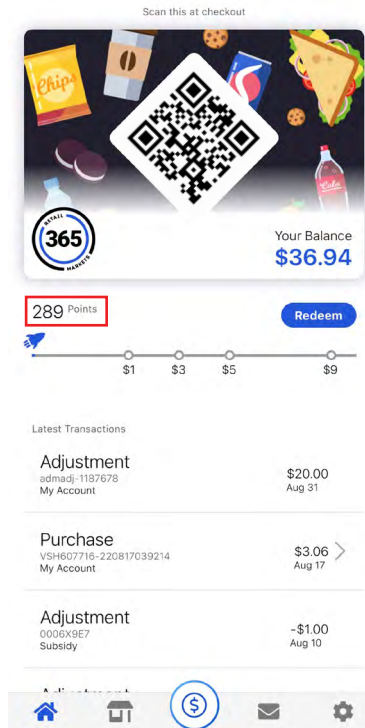 Scan this at checkout
Chips
Cola
RETAIL
365
MARKETS
Your Balance
$36.94
289 Points
Redeem
$1 $3 $5 $9
Latest Transactions
Adjustment
admadj-1187678
My Account
$20.00
Aug 31
Purchase
VSH607716-220817039214
My Account
$3.06
Aug 17
Adjustment
0006X9E7
Subsidy
-$1.00
Aug 10